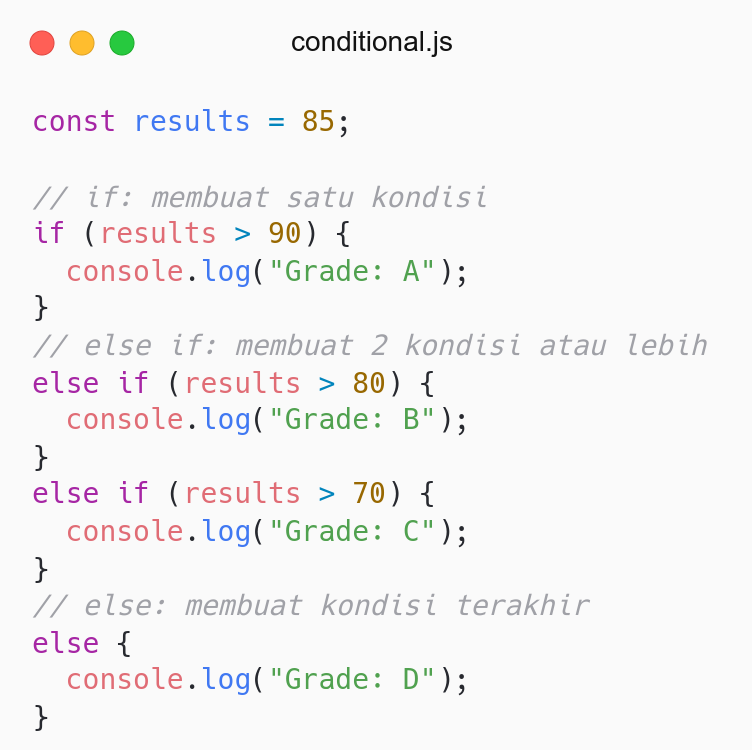 conditional.js
const results = 85;
// if: membuat satu kondisi
if (results > 90) {
  console.log("Grade: A");
}
// else if: membuat 2 kondisi atau lebih
else if (results > 80) {
  console.log("Grade: B");
}
else if (results > 70) {
  console.log("Grade: C");
}
// else: membuat kondisi terakhir
else {
  console.log("Grade: D");
}